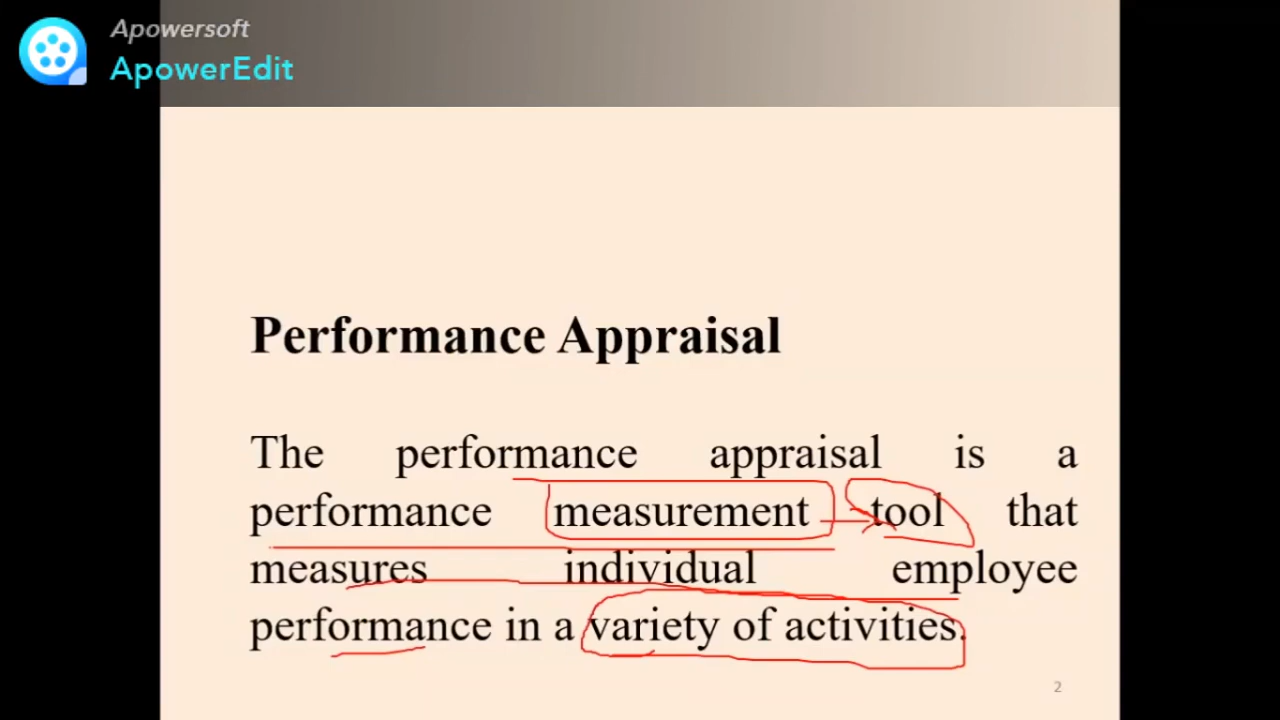 Apowersoft
ApowerEdit
Performance Appraisal
The performance appraisal is a
performance measurement tool that
measures individual employee
performance in a variety of activities.
2